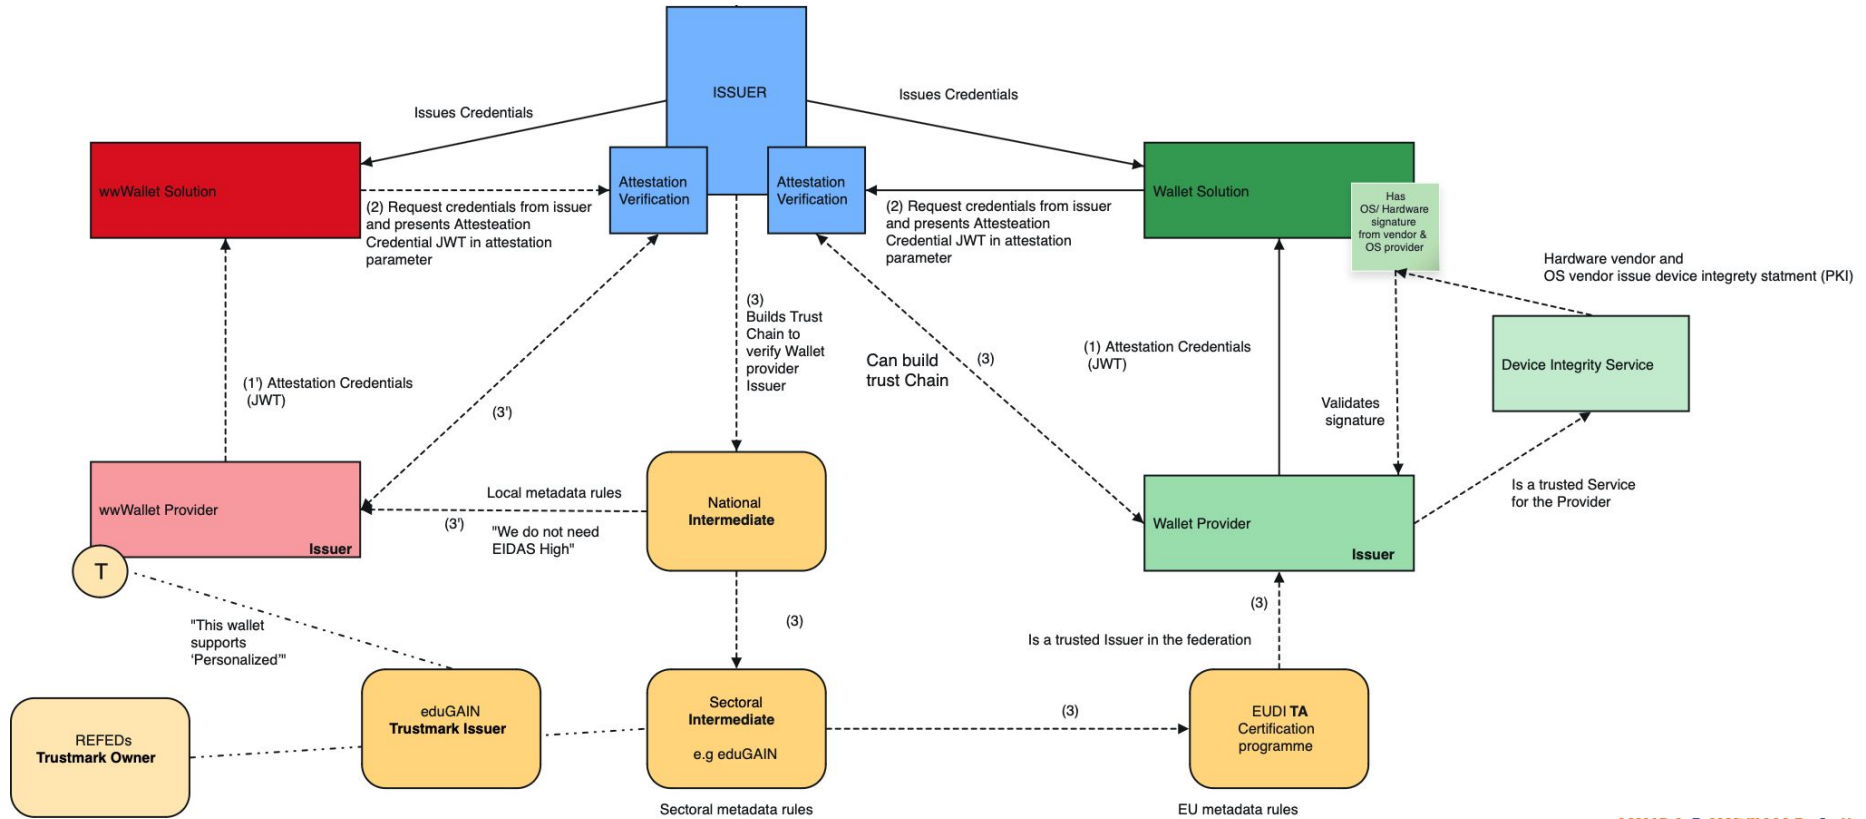 ISSUER
Issues Credentials
Issues Credentials
wwWallet Solution
Attestation
Verification
Attestation
Verification
Wallet Solution
Has
OS/ Hardware
signature
from vendor &
OS provider
(2) Request credentials from issuer
and presents Attesteation
Credential JWT in attestation
parameter
(2) Request credentials from issuer
and presents Attesteation
Credential JWT in attestation
parameter
Hardware vendor and
OS vendor issue device integrety statment (PKI)
(3)
Builds Trust
Chain to
verify Wallet
provider
Issuer
Can build
trust Chain
(3)
(1) Attestation Credentials
(JWT)
Device Integrity Service
(1') Attestation Credentials
(JWT)
(3')
Validates
signature
wwWallet Provider
Issuer
Local metadata rules
(3')
"We do not need
EIDAS High"
National
Intermediate
Wallet Provider
Issuer
Is a trusted Service
for the Provider
T
"This wallet
supports
‘Personalized’"
(3)
(3)
Is a trusted Issuer in the federation
REFEDs
Trustmark Owner
eduGAIN
Trustmark Issuer
Sectoral
Intermediate
e.g eduGAIN
(3)
EUDI TA
Certification
programme
Sectoral metadata rules
EU metadata rules